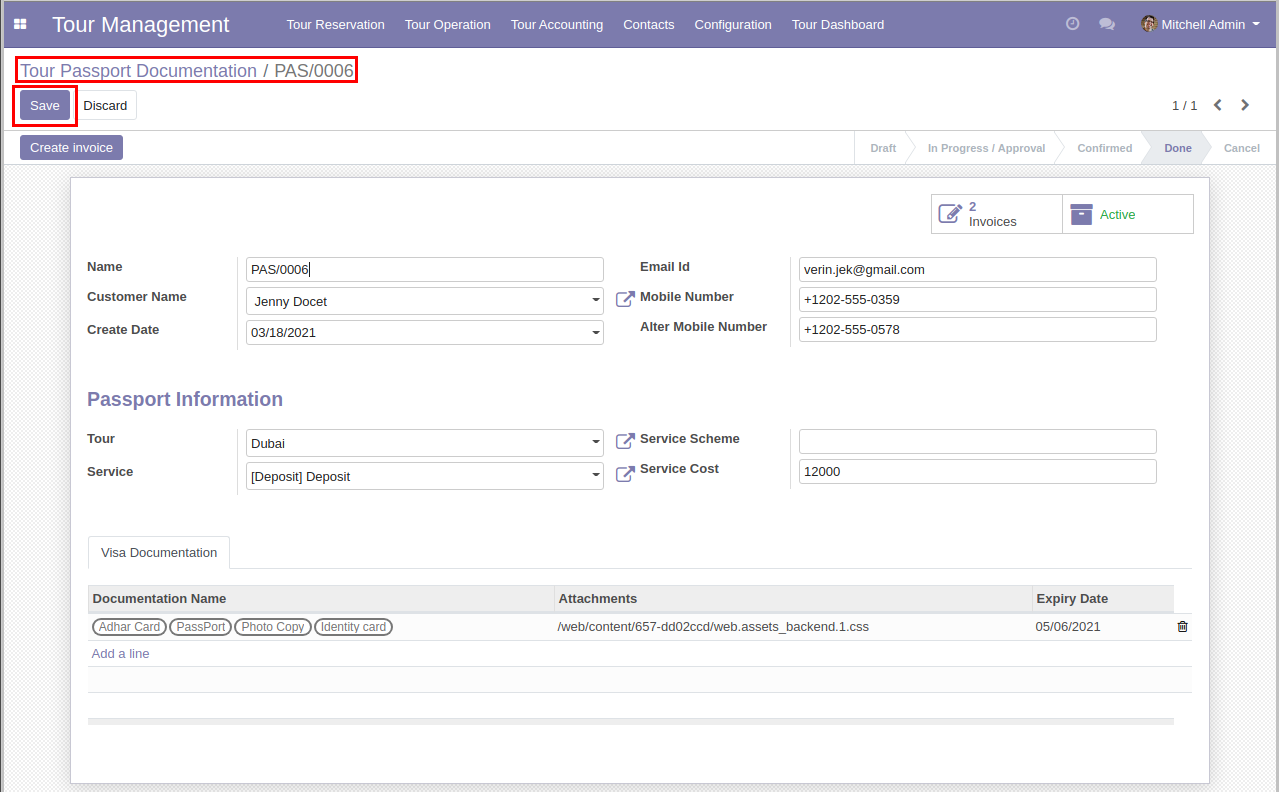 Tour Management Tour Reservation Tour Operation Tour Accounting Contacts Configuration Tour Dashboard Mitchell Admin
Tour Passport Documentation / PAS/0006
Save Discard 1 / 1
Create invoice Draft In Progress / Approval Confirmed Done Cancel
2
Invoices Active
Name PAS/0006 Email Id verin.jek@gmail.com
Customer Name Jenny Docet Mobile Number +1202-555-0359
Create Date 03/18/2021 Alter Mobile Number +1202-555-0578
Passport Information
Tour Dubai Service Scheme
Service [Deposit] Deposit Service Cost 12000
Visa Documentation
Documentation Name Attachments Expiry Date
Adhar Card PassPort Photo Copy Identity card /web/content/657-dd02ccd/web.assets_backend.1.css 05/06/2021
Add a line